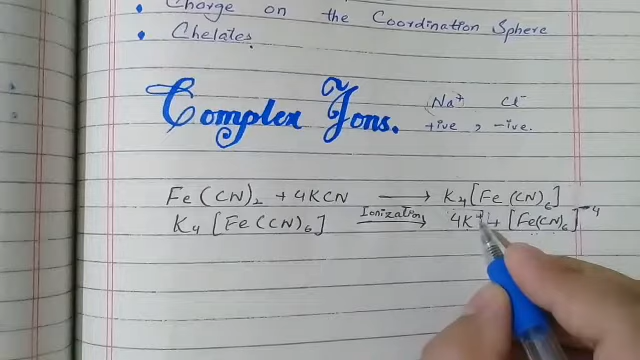 • Charge on the Coordination Sphere
• Chelates.
Complex Ions.
Na⁺ Cl⁻
+ive , -ive.
Fe(CN)₂ + 4KCN → K₄[Fe(CN)₆]
K₄[Fe(CN)₆] Ionization → 4K⁺ + [Fe(CN)₆]⁻⁴